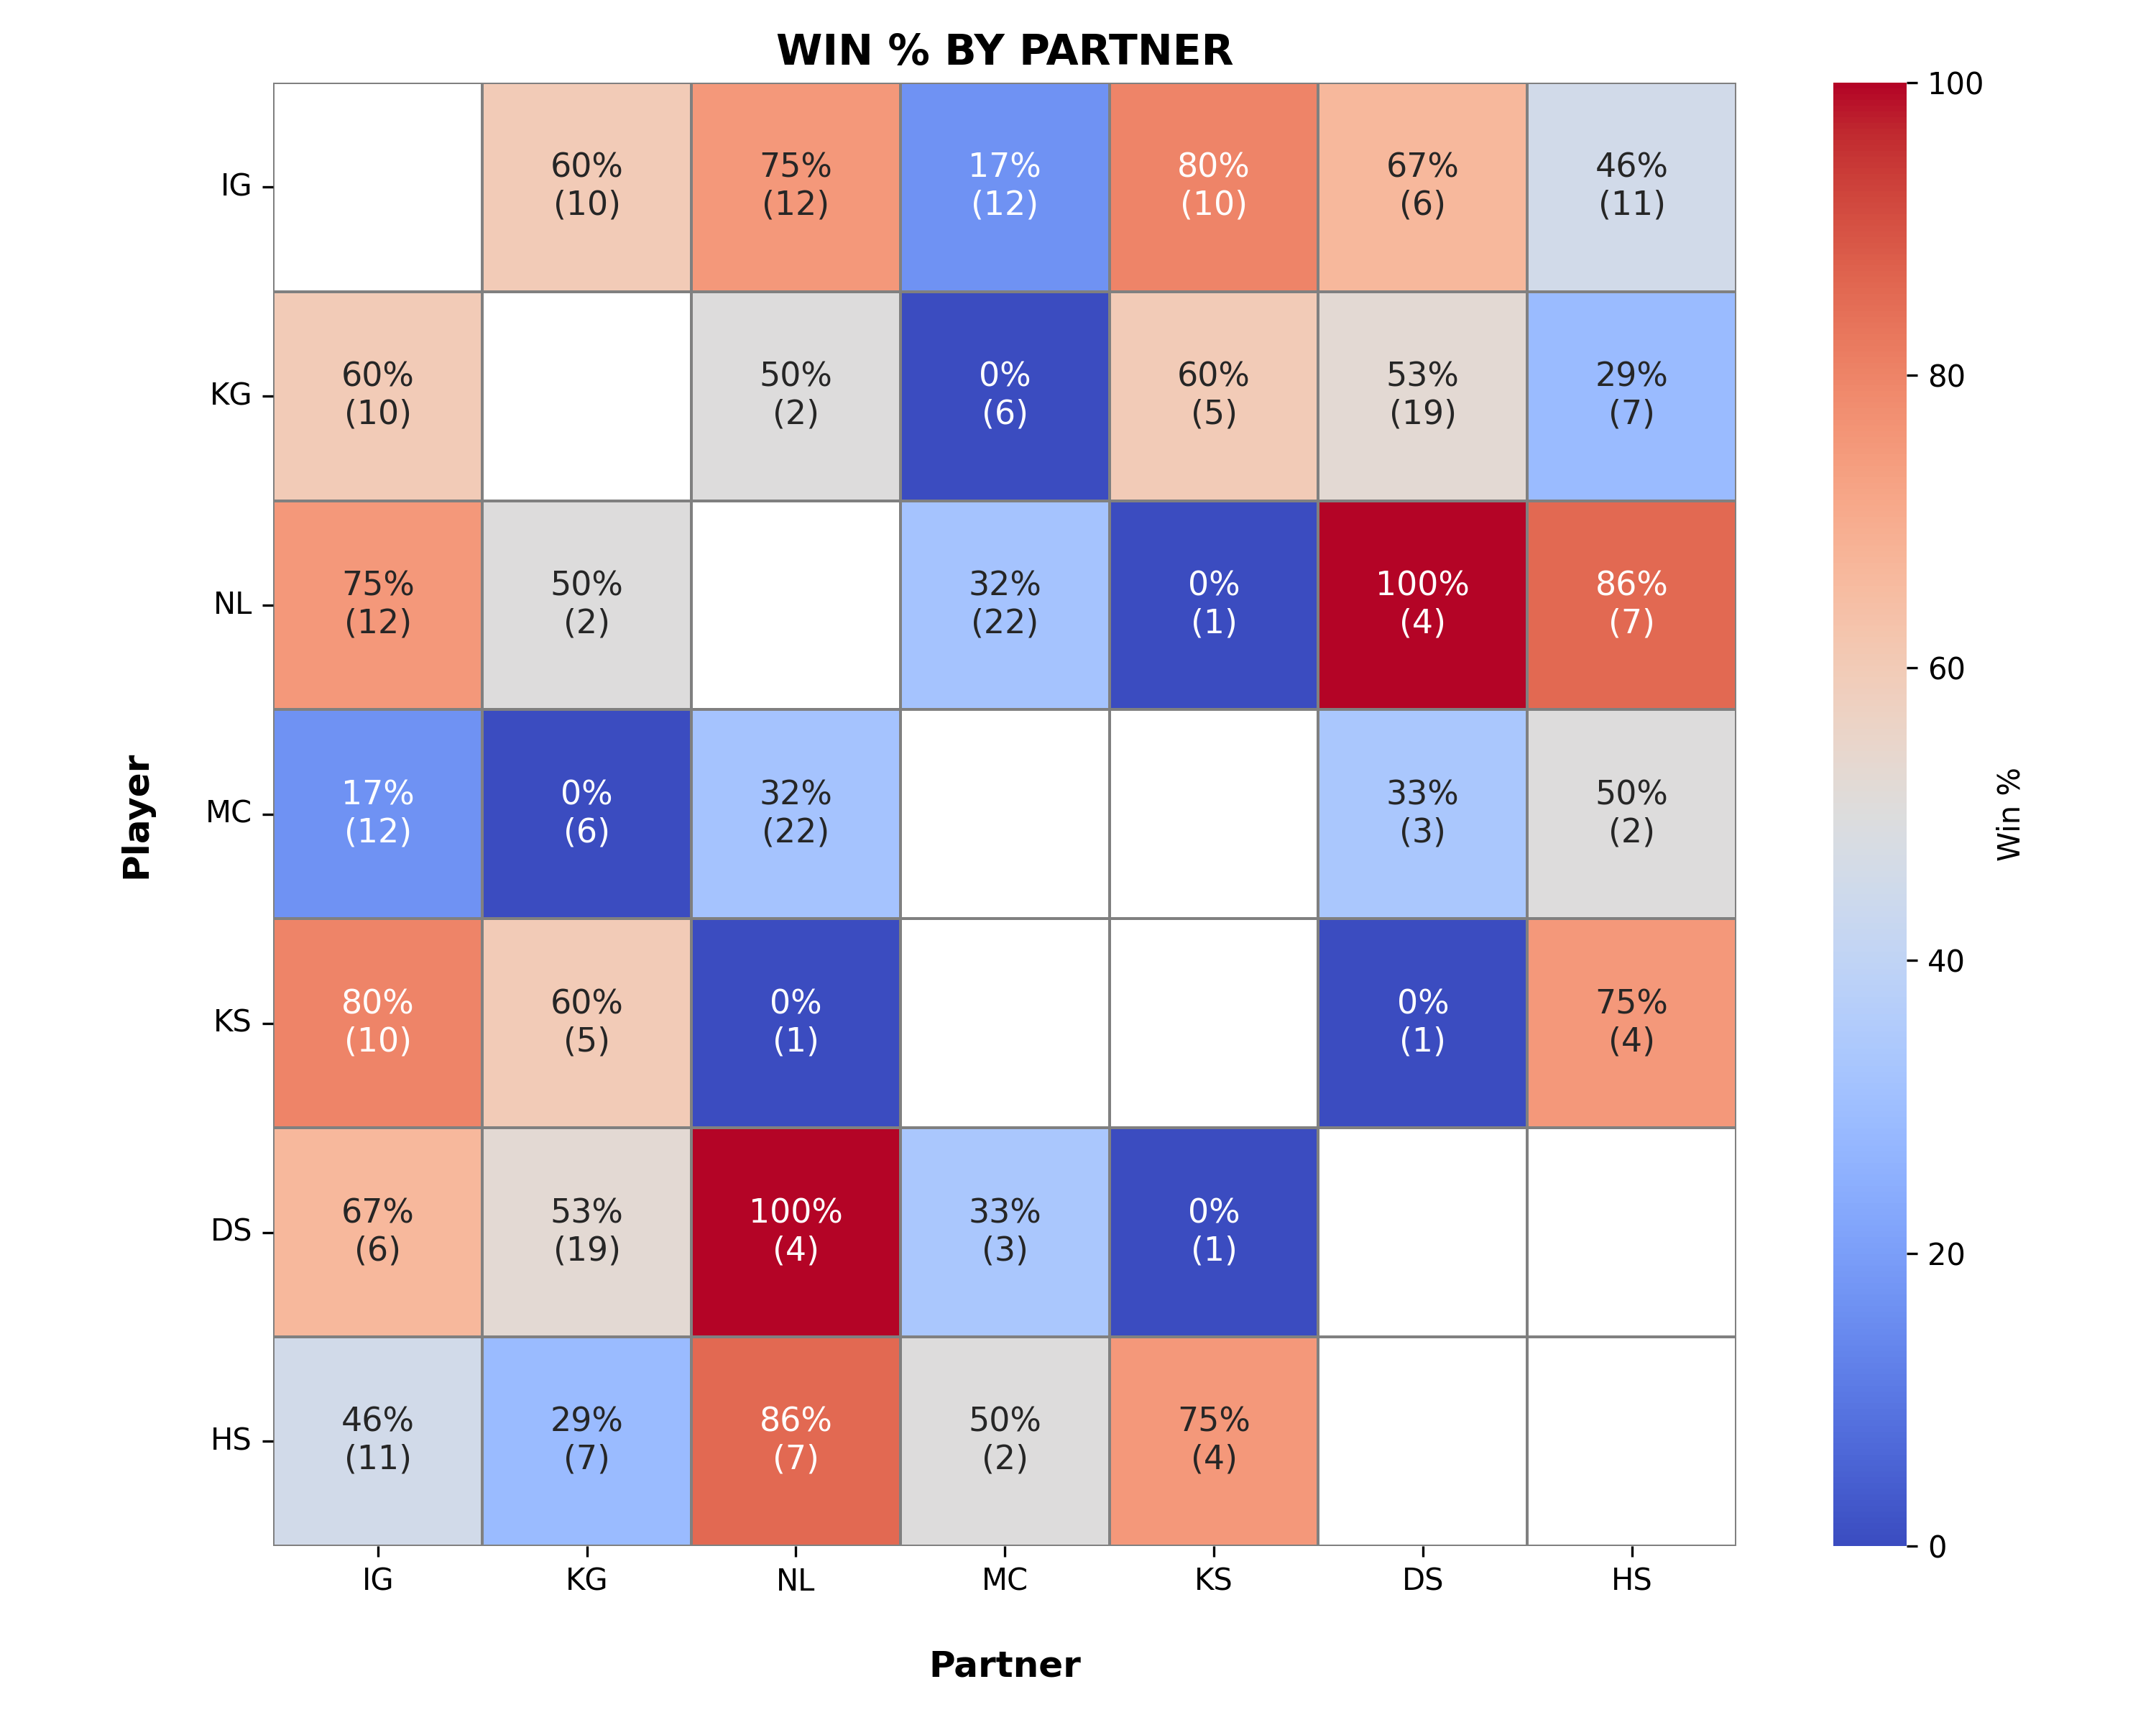 WIN % BY PARTNER
IG
60% 75% 17% 80% 67% 46%
(10) (12) (12) (10) (6) (11)
KG
60% 50% 0% 60% 53% 29%
(10) (2) (6) (5) (19) (7)
NL
75% 50% 32% 0% 100% 86%
(12) (2) (22) (1) (4) (7)
MC
17% 0% 32% 33% 50%
(12) (6) (22) (3) (2)
KS
80% 60% 0% 0% 75%
(10) (5) (1) (1) (4)
DS
67% 53% 100% 33% 0%
(6) (19) (4) (3) (1)
HS
46% 29% 86% 50% 75%
(11) (7) (7) (2) (4)
IG KG NL MC KS DS HS
Partner
Player
100
80
60
40
20
0
Win %